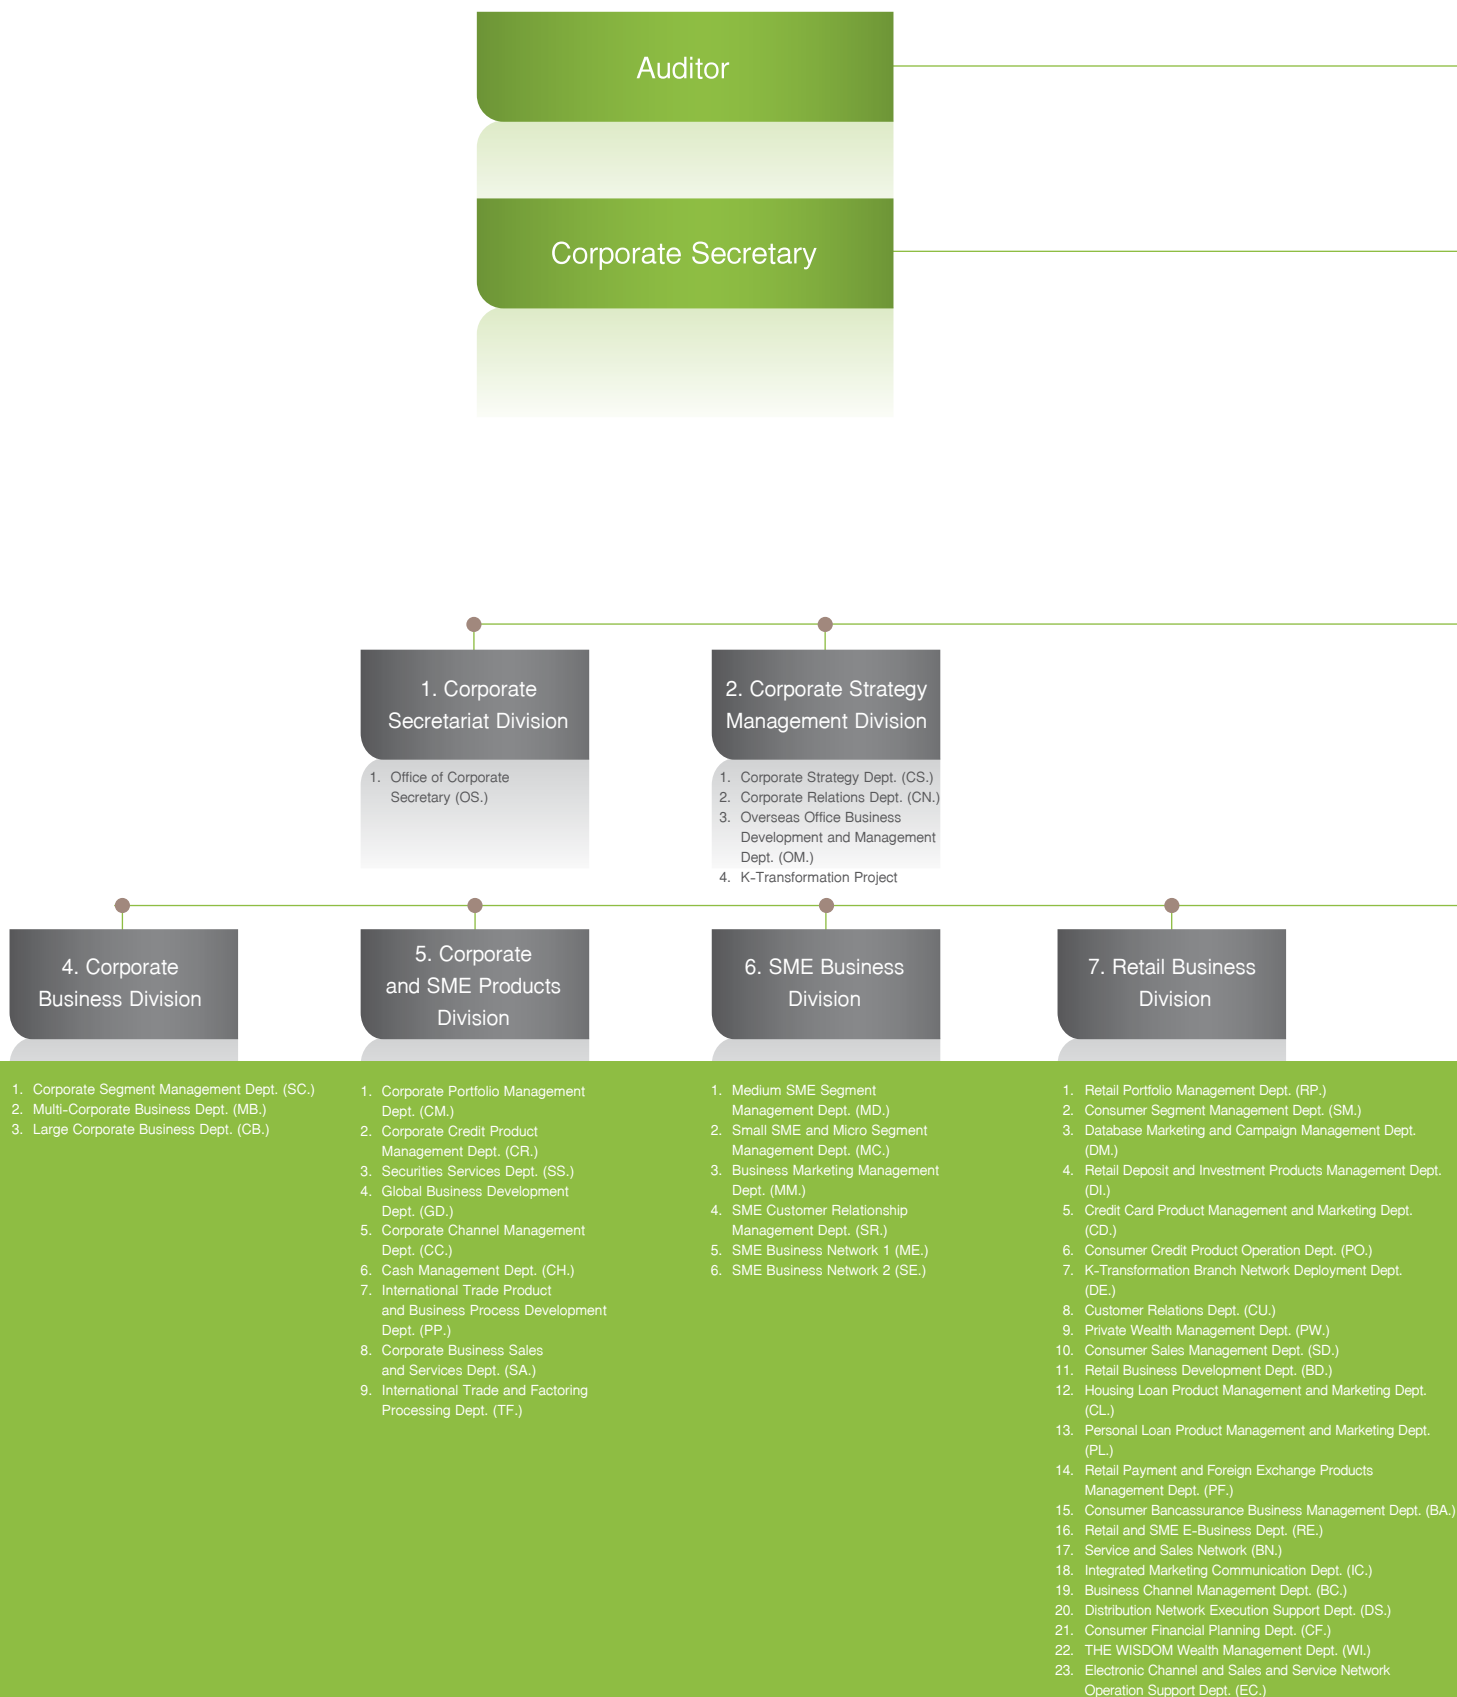 Auditor
Corporate Secretary
1. Corporate
Secretariat Division
1. Office of Corporate
Secretary (OS.)
2. Corporate Strategy
Management Division
1. Corporate Strategy Dept. (CS.)
2. Corporate Relations Dept. (CN.)
3. Overseas Office Business
Development and Management
Dept. (OM.)
4. K-Transformation Project
4. Corporate
Business Division
1. Corporate Segment Management Dept. (SC.)
2. Multi-Corporate Business Dept. (MB.)
3. Large Corporate Business Dept. (CB.)
5. Corporate
and SME Products
Division
1. Corporate Portfolio Management
Dept. (CM.)
2. Corporate Credit Product
Management Dept. (CR.)
3. Securities Services Dept. (SS.)
4. Global Business Development
Dept. (GD.)
5. Corporate Channel Management
Dept. (CC.)
6. Cash Management Dept. (CH.)
7. International Trade Product
and Business Process Development
Dept. (PP.)
8. Corporate Business Sales
and Services Dept. (SA.)
9. International Trade and Factoring
Processing Dept. (TF.)
6. SME Business
Division
1. Medium SME Segment
Management Dept. (MD.)
2. Small SME and Micro Segment
Management Dept. (MC.)
3. Business Marketing Management
Dept. (MM.)
4. SME Customer Relationship
Management Dept. (SR.)
5. SME Business Network 1 (ME.)
6. SME Business Network 2 (SE.)
7. Retail Business
Division
1. Retail Portfolio Management Dept. (RP.)
2. Consumer Segment Management Dept. (SM.)
3. Database Marketing and Campaign Management Dept.
(DM.)
4. Retail Deposit and Investment Products Management Dept.
(DI.)
5. Credit Card Product Management and Marketing Dept.
(CD.)
6. Consumer Credit Product Operation Dept. (PO.)
7. K-Transformation Branch Network Deployment Dept.
(DE.)
8. Customer Relations Dept. (CU.)
9. Private Wealth Management Dept. (PW.)
10. Consumer Sales Management Dept. (SD.)
11. Retail Business Development Dept. (BD.)
12. Housing Loan Product Management and Marketing Dept.
(CL.)
13. Personal Loan Product Management and Marketing Dept.
(PL.)
14. Retail Payment and Foreign Exchange Products
Management Dept. (PF.)
15. Consumer Bancassurance Business Management Dept. (BA.)
16. Retail and SME E-Business Dept. (RE.)
17. Service and Sales Network (BN.)
18. Integrated Marketing Communication Dept. (IC.)
19. Business Channel Management Dept. (BC.)
20. Distribution Network Execution Support Dept. (DS.)
21. Consumer Financial Planning Dept. (CF.)
22. THE WISDOM Wealth Management Dept. (WI.)
23. Electronic Channel and Sales and Service Network
Operation Support Dept. (EC.)